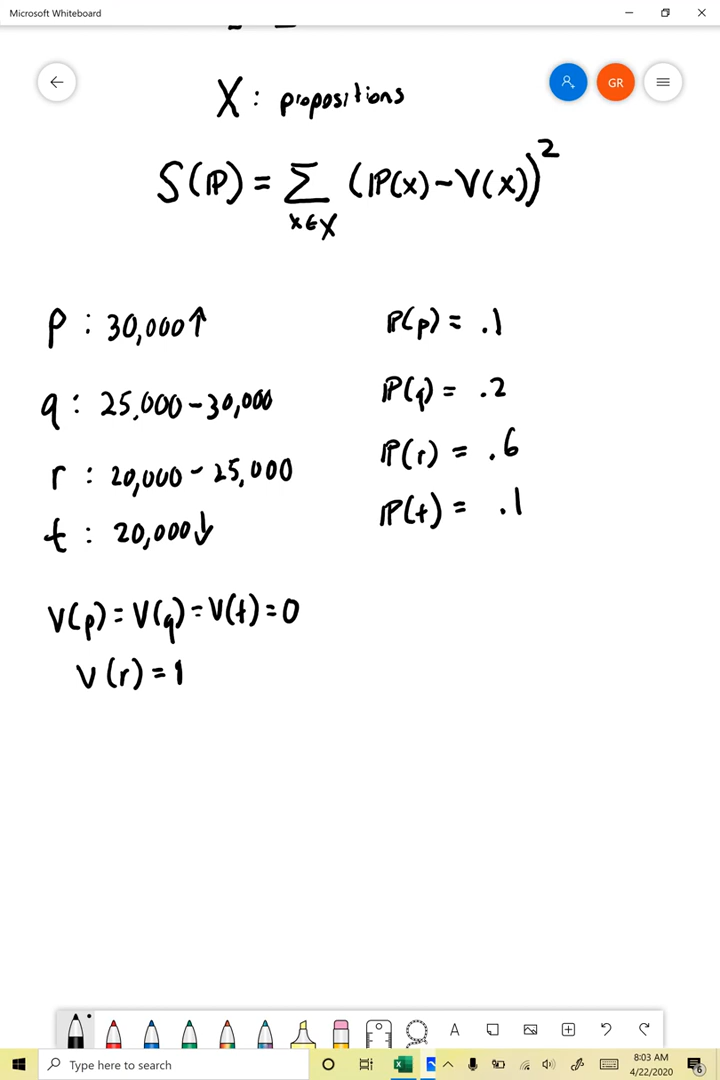 Microsoft Whiteboard
GR
X : propositions
S(ℙ) = ∑ (ℙ(x) - V(x))²
x ∈ X
p : 30,000↑
ℙ(p) = .1
q : 25,000 - 30,000
ℙ(q) = .2
r : 20,000 - 25,000
ℙ(r) = .6
t : 20,000↓
ℙ(t) = .1
V(p) = V(q) = V(t) = 0
V(r) = 1
A
Type here to search
8:03 AM
4/22/2020
6